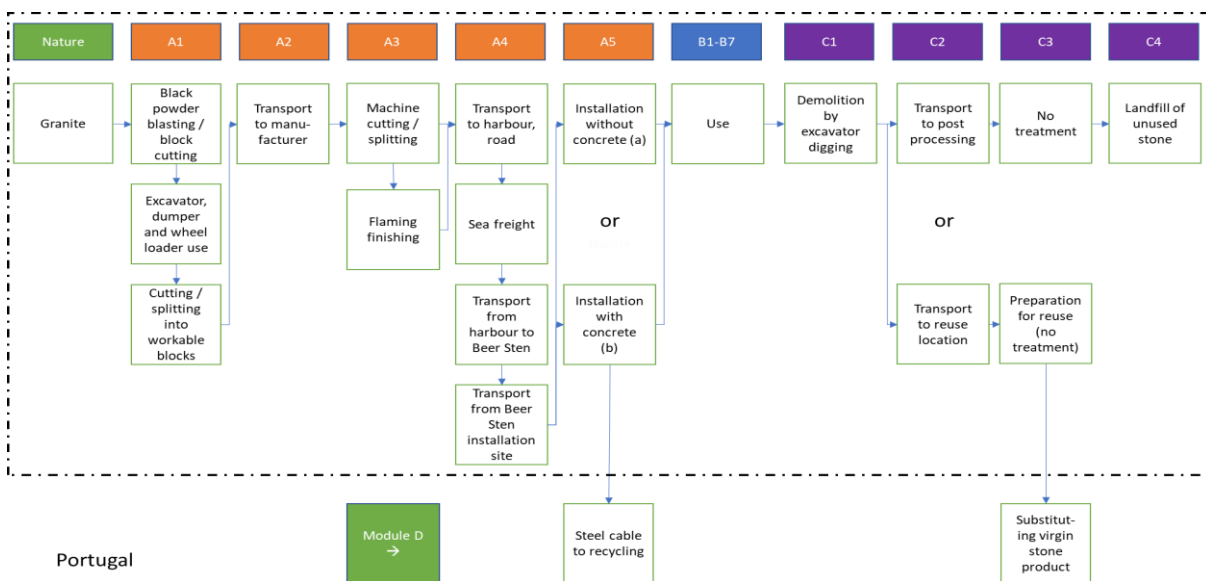 Nature
A1
A2
A3
A4
A5
B1-B7
C1
C2
C3
C4
Granite
Black
powder
blasting /
block
cutting
Transport
to manu-
facturer
Machine
cutting /
splitting
Transport
to harbour,
road
Installation
without
concrete (a)
Use
Demolition
by
excavator
digging
Transport
to post
processing
No
treatment
Landfill of
unused
stone
Excavator,
dumper
and wheel
loader use
Flaming
finishing
Sea freight
or
or
Cutting /
splitting
into
workable
blocks
Transport
from
harbour to
Beer Sten
Installation
with
concrete
(b)
Transport
to reuse
location
Preparation
for reuse
(no
treatment)
Transport
from Beer
Sten
installation
site
Portugal
Module D
→
Steel cable
to recycling
Substitut-
ing virgin
stone
product